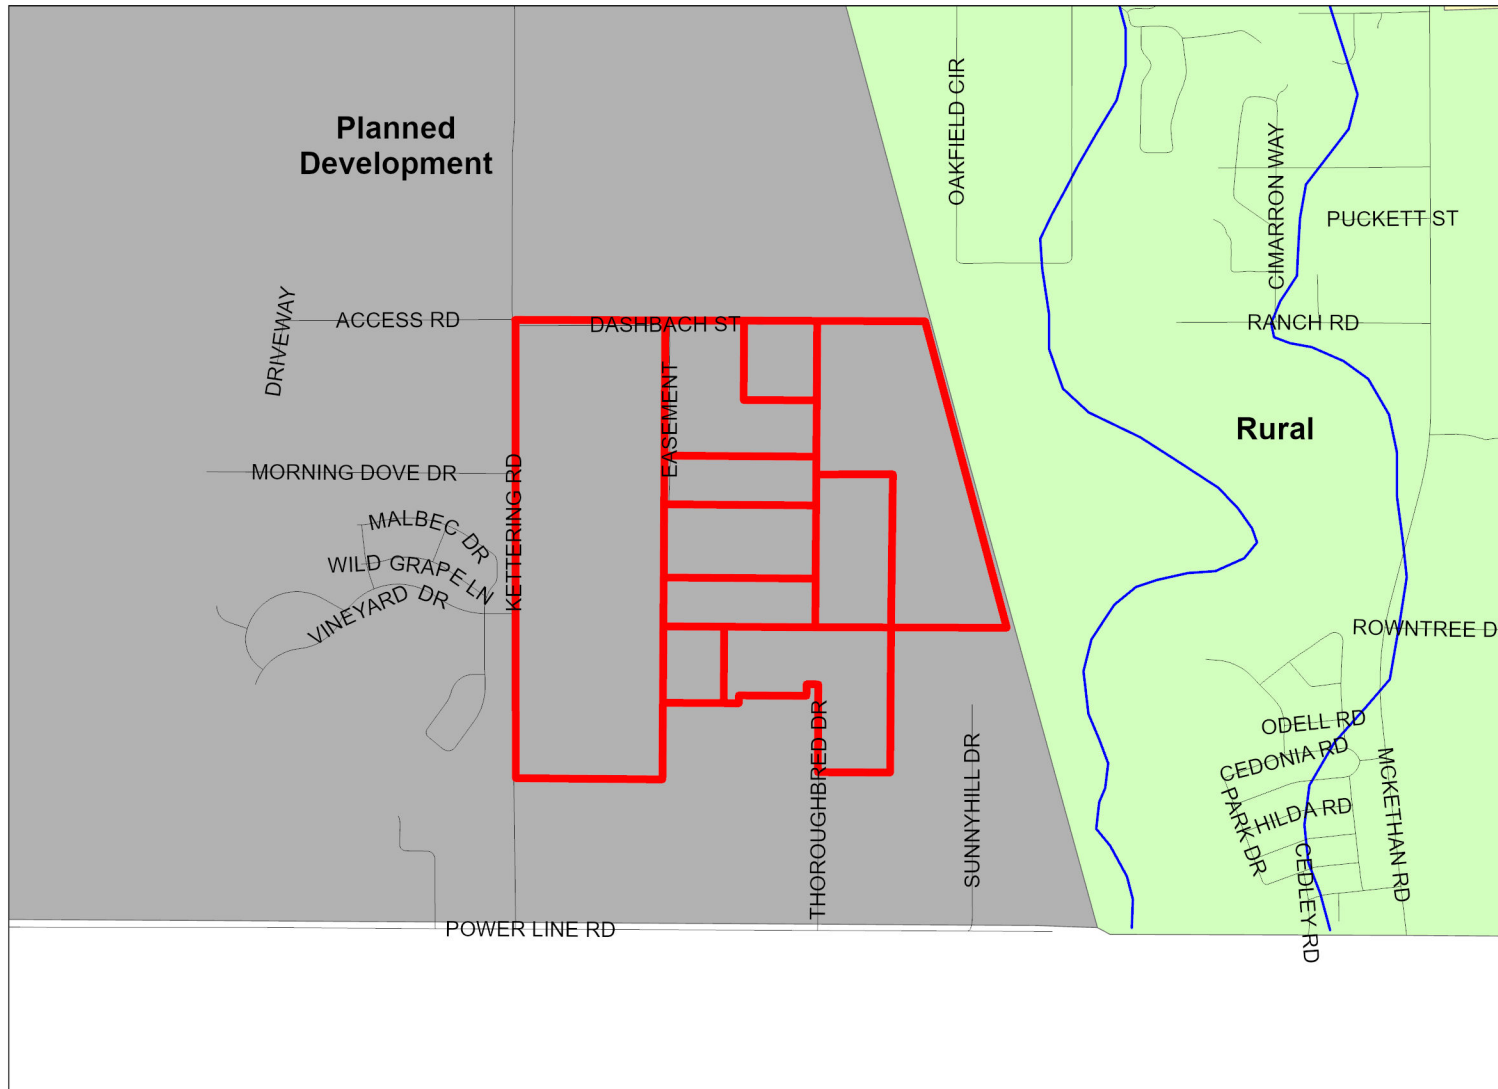 OAKFIELD CIR
Planned
Development
CIMARRON WAY
PUCKETT ST
DRIVEWAY
ACCESS RD
DASHBACH ST
RANCH RD
EASEMENT
Rural
MORNING DOVE DR
KETTERING RD
MALBEC DR
WILD GRAPE LN
VINEYARD DR
ROWNTREE D
ODELL RD
CEDONIA RD
THOROUGHBRED DR
SUNNYHILL DR
PARK DR
HILDA RD
MCKETHAN RD
CEDLEY RD
POWER LINE RD